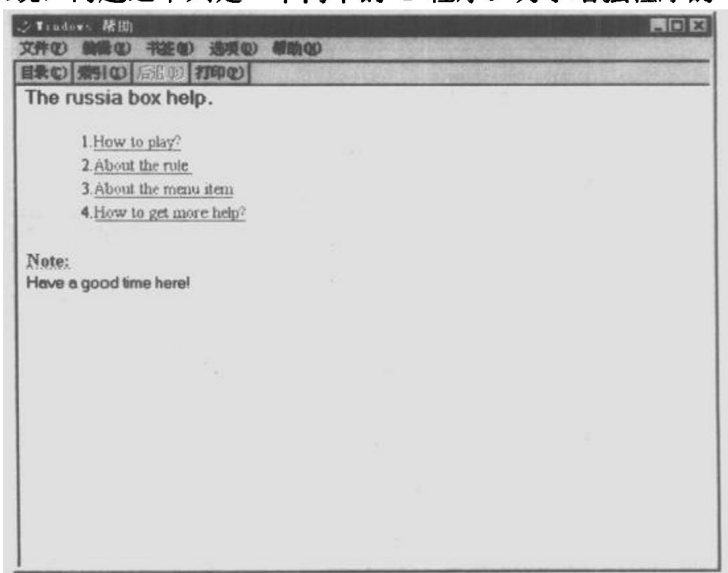 Windows 帮助
文件(F) 编辑(E) 书签(M) 选项(O) 帮助(H)
目录(C) 索引(I) 后退(B) 打印(P)
The russia box help.
1.How to play?
2.About the rule
3.About the menu item
4.How to get more help?
Note:
Have a good time here!